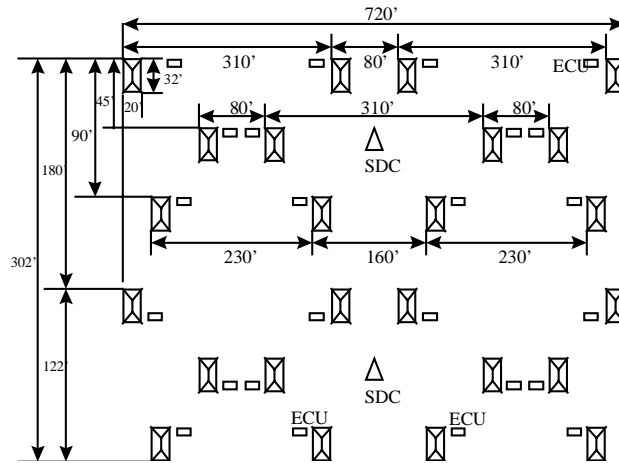 720’
310’ 80’ 310’
ECU
32’
45’ 20’
80’ 310’ 80’
90’
SDC
180’
230’ 160’ 230’
302’
122’
SDC
ECU ECU